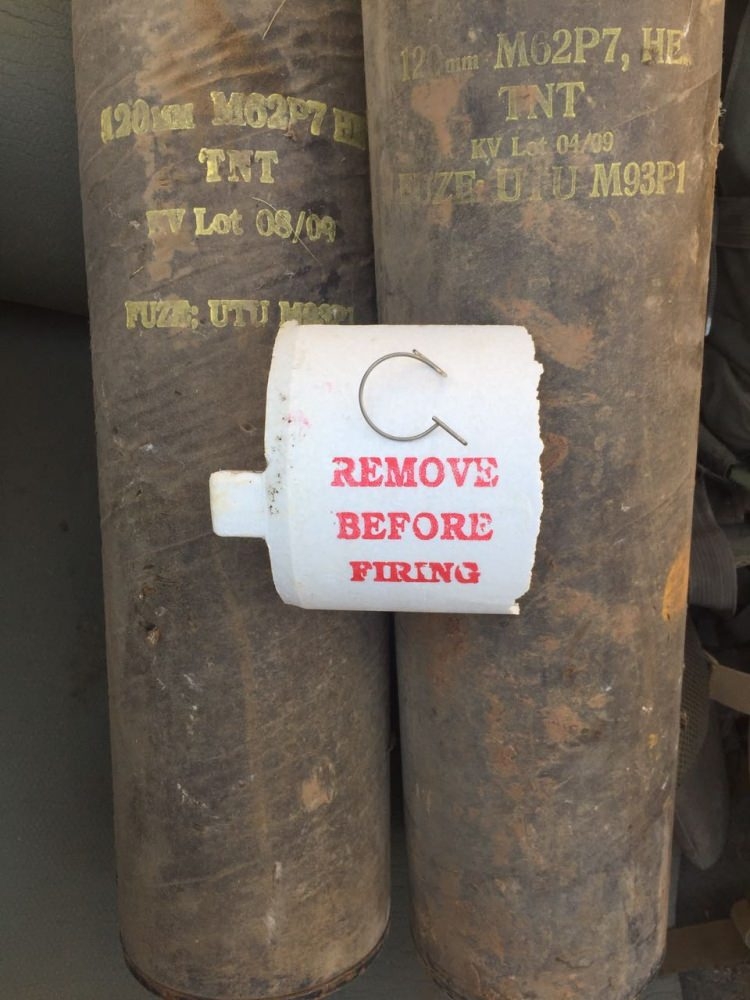 120mm M62P7 HE
TNT
KV Lot 08/09
FUZE; UTU M93P1
120mm M62P7, HE
TNT
KV Lot 04/09
FUZE: UTU M93P1
REMOVE
BEFORE
FIRING